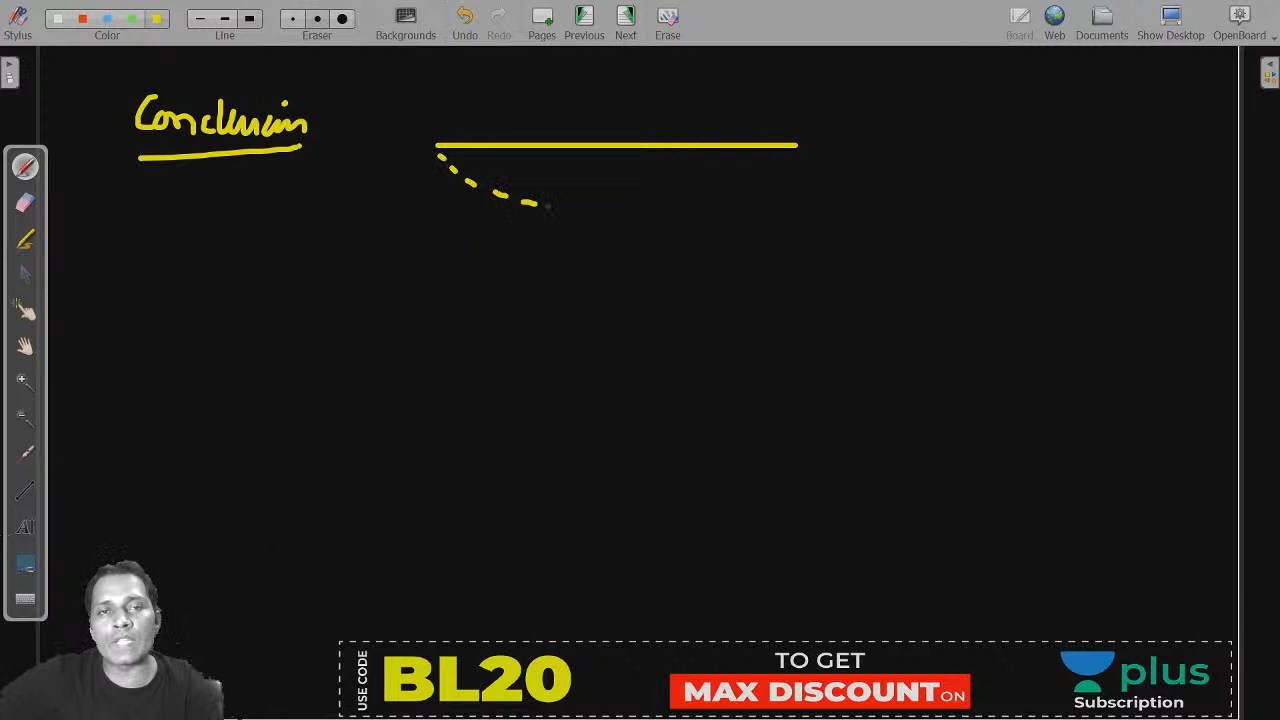 Stylus
Color
Line
Eraser
Backgrounds
Undo
Redo
Pages
Previous
Next
Erase
Board
Web
Documents
Show Desktop
OpenBoard
Conclusion
AI
USE CODE
BL20
TO GET
MAX DISCOUNT ON
plus
Subscription